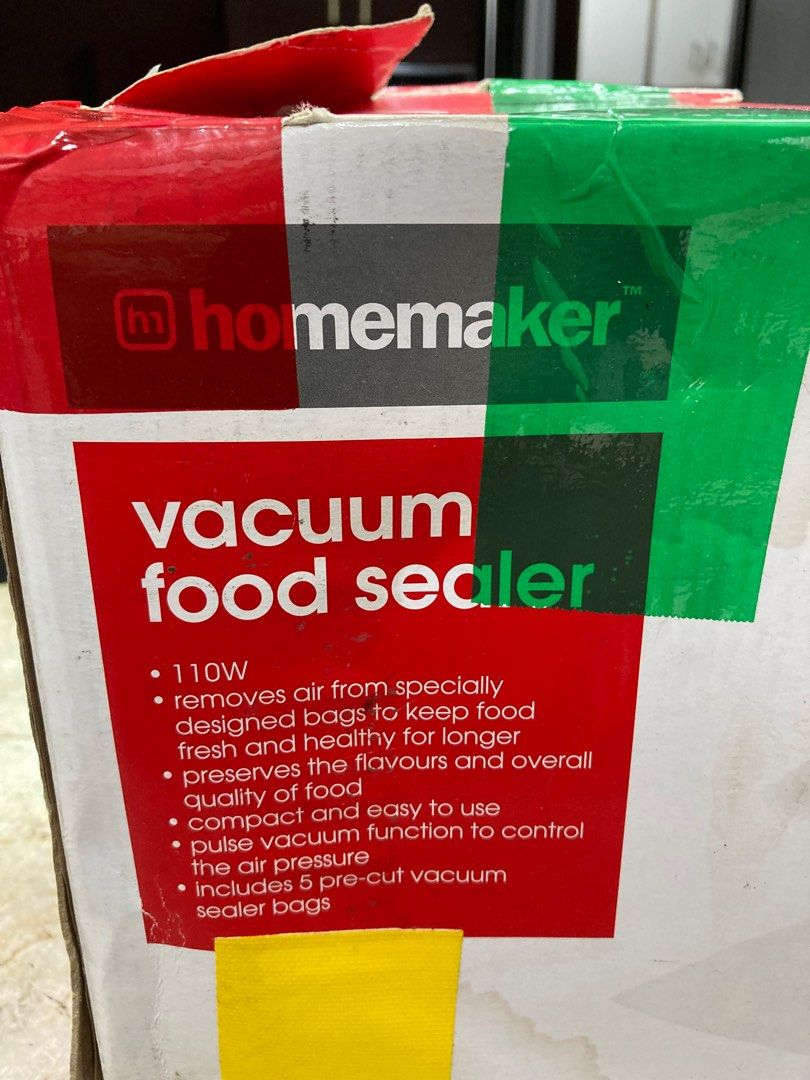 homemaker™
vacuum
food sealer
• 110W
• removes air from specially
designed bags to keep food
fresh and healthy for longer
• preserves the flavours and overall
quality of food
• compact and easy to use
• pulse vacuum function to control
the air pressure
• includes 5 pre-cut vacuum
sealer bags